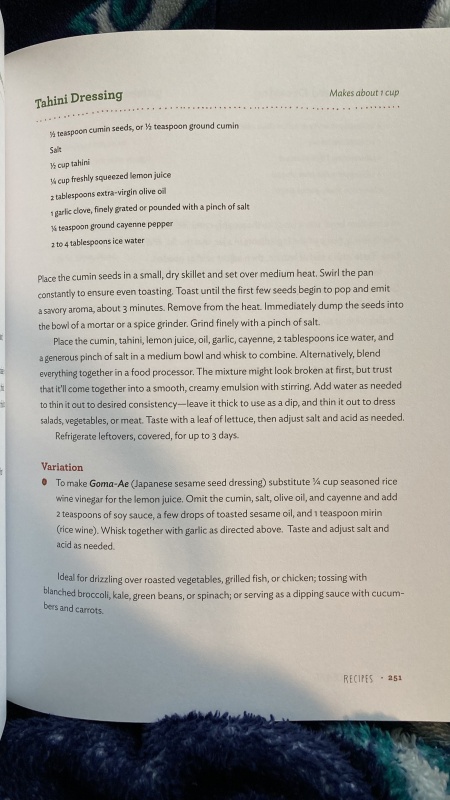 Tahini Dressing
Makes about 1 cup
½ teaspoon cumin seeds, or ½ teaspoon ground cumin
Salt
½ cup tahini
¼ cup freshly squeezed lemon juice
2 tablespoons extra-virgin olive oil
1 garlic clove, finely grated or pounded with a pinch of salt
¼ teaspoon ground cayenne pepper
2 to 4 tablespoons ice water
Place the cumin seeds in a small, dry skillet and set over medium heat. Swirl the pan
constantly to ensure even toasting. Toast until the first few seeds begin to pop and emit
a savory aroma, about 3 minutes. Remove from the heat. Immediately dump the seeds into
the bowl of a mortar or a spice grinder. Grind finely with a pinch of salt.
Place the cumin, tahini, lemon juice, oil, garlic, cayenne, 2 tablespoons ice water, and
a generous pinch of salt in a medium bowl and whisk to combine. Alternatively, blend
everything together in a food processor. The mixture might look broken at first, but trust
that it'll come together into a smooth, creamy emulsion with stirring. Add water as needed
to thin it out to desired consistency—leave it thick to use as a dip, and thin it out to dress
salads, vegetables, or meat. Taste with a leaf of lettuce, then adjust salt and acid as needed.
Refrigerate leftovers, covered, for up to 3 days.
Variation
To make Goma-Ae (Japanese sesame seed dressing) substitute ¼ cup seasoned rice
wine vinegar for the lemon juice. Omit the cumin, salt, olive oil, and cayenne and add
2 teaspoons of soy sauce, a few drops of toasted sesame oil, and 1 teaspoon mirin
(rice wine). Whisk together with garlic as directed above. Taste and adjust salt and
acid as needed.
Ideal for drizzling over roasted vegetables, grilled fish, or chicken; tossing with
blanched broccoli, kale, green beans, or spinach; or serving as a dipping sauce with cucum-
bers and carrots.
RECIPES • 251